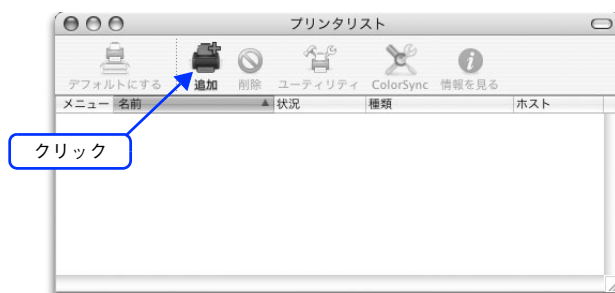 プリンタリスト
デフォルトにする 追加 削除 ユーティリティ ColorSync 情報を見る
メニュー 名前 状況 種類 ホスト
クリック